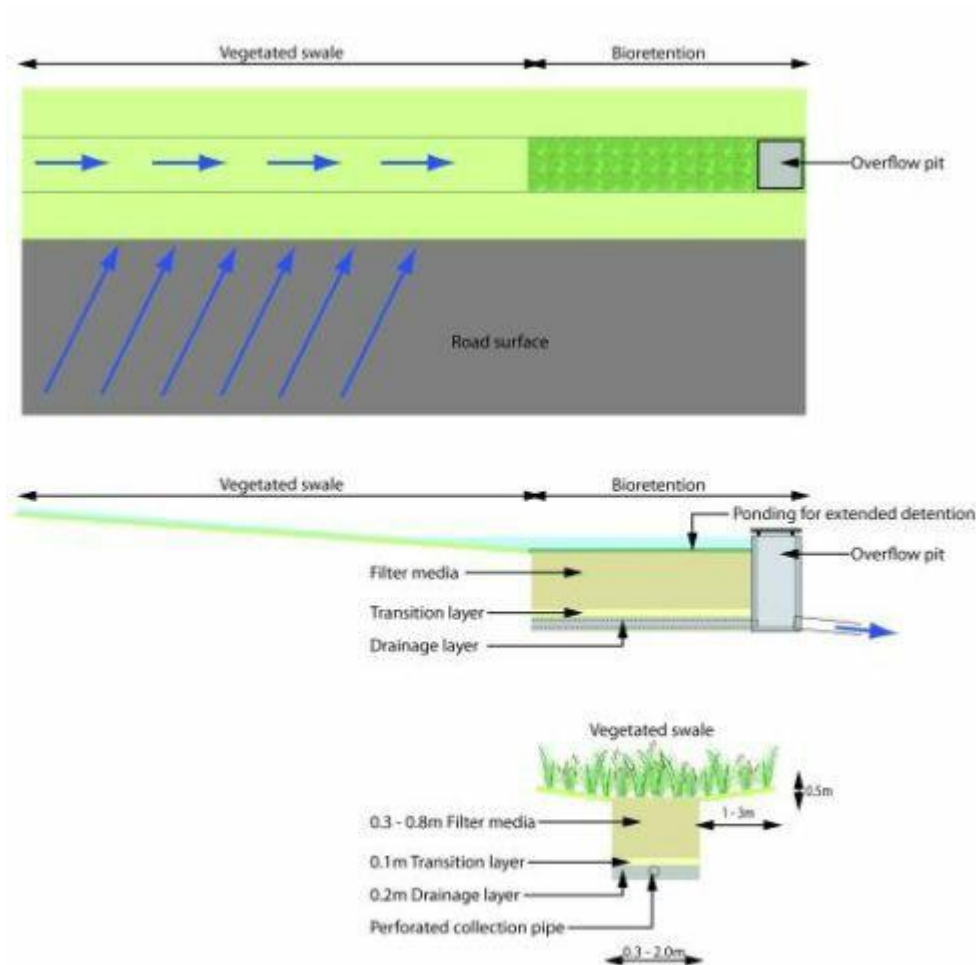 Vegetated swale
Bioretention
Overflow pit
Road surface
Vegetated swale
Bioretention
Ponding for extended detention
Overflow pit
Filter media
Transition layer
Drainage layer
Vegetated swale
0.5m
1 - 3m
0.3 - 0.8m Filter media
0.1m Transition layer
0.2m Drainage layer
Perforated collection pipe
0.3 - 2.0m